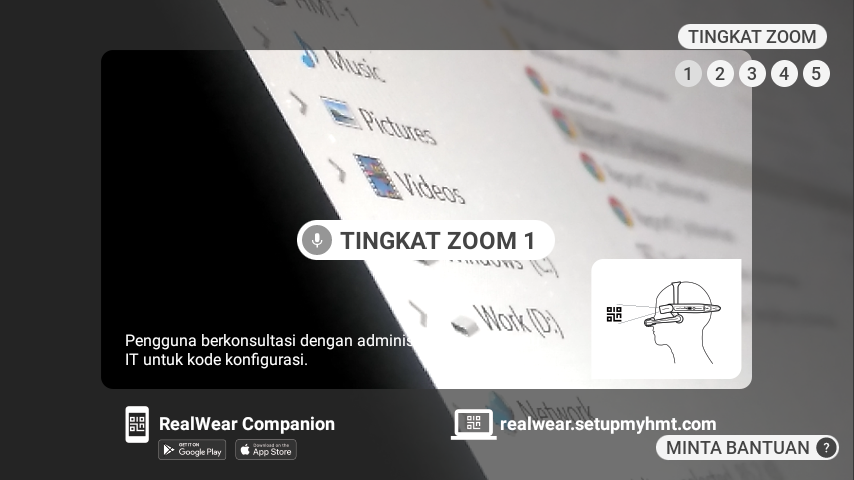 HMT-1
TINGKAT ZOOM
1 2 3 4 5
Music
Pictures
Videos
TINGKAT ZOOM 1
Windows (C:)
Work (D:)
Pengguna berkonsultasi dengan adminis
IT untuk kode konfigurasi.
Network
RealWear Companion
realwear.setupmyhmt.com
GET IT ON
Google Play
Download on the
App Store
MINTA BANTUAN ?